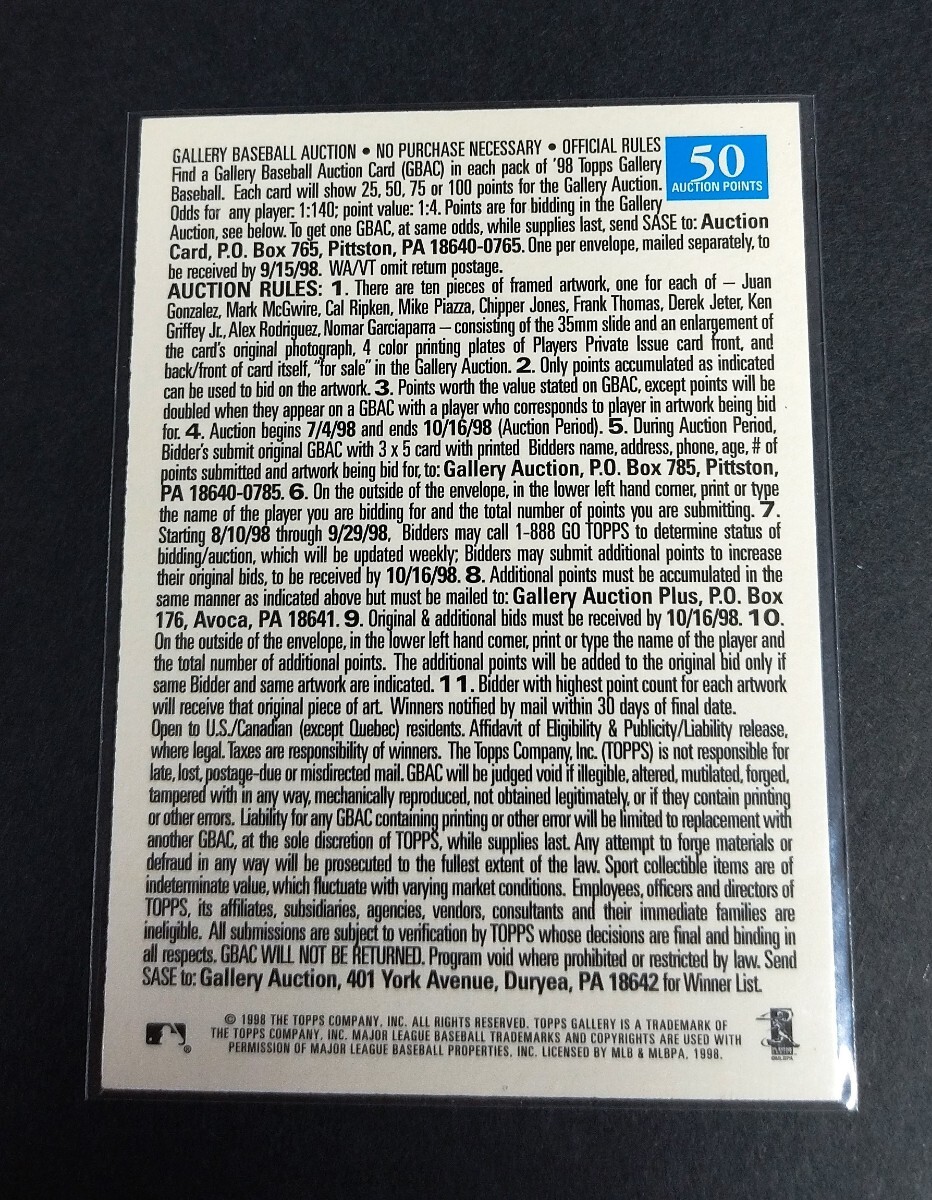 GALLERY BASEBALL AUCTION • NO PURCHASE NECESSARY • OFFICIAL RULES
Find a Gallery Baseball Auction Card (GBAC) in each pack of '98 Topps Gallery
Baseball. Each card will show 25, 50, 75 or 100 points for the Gallery Auction.
50
AUCTION POINTS
Odds for any player: 1:140; point value: 1:4. Points are for bidding in the Gallery
Auction, see below. To get one GBAC, at same odds, while supplies last, send SASE to: Auction
Card, P.O. Box 765, Pittston, PA 18640-0765. One per envelope, mailed separately, to
be received by 9/15/98. WA/VT omit return postage.
AUCTION RULES: 1. There are ten pieces of framed artwork, one for each of – Juan
Gonzalez, Mark McGwire, Cal Ripken, Mike Piazza, Chipper Jones, Frank Thomas, Derek Jeter, Ken
Griffey Jr., Alex Rodriguez, Nomar Garciaparra – consisting of the 35mm slide and an enlargement of
the card's original photograph, 4 color printing plates of Players Private Issue card front, and
back/front of card itself, "for sale" in the Gallery Auction. 2. Only points accumulated as indicated
can be used to bid on the artwork. 3. Points worth the value stated on GBAC, except points will be
doubled when they appear on a GBAC with a player who corresponds to player in artwork being bid
for. 4. Auction begins 7/4/98 and ends 10/16/98 (Auction Period). 5. During Auction Period,
Bidder's submit original GBAC with 3 x 5 card with printed Bidders name, address, phone, age, # of
points submitted and artwork being bid for, to: Gallery Auction, P.O. Box 785, Pittston,
PA 18640-0785. 6. On the outside of the envelope, in the lower left hand corner, print or type
the name of the player you are bidding for and the total number of points you are submitting. 7.
Starting 8/10/98 through 9/29/98, Bidders may call 1-888 GO TOPPS to determine status of
bidding/auction, which will be updated weekly; Bidders may submit additional points to increase
their original bids, to be received by 10/16/98. 8. Additional points must be accumulated in the
same manner as indicated above but must be mailed to: Gallery Auction Plus, P.O. Box
176, Avoca, PA 18641. 9. Original & additional bids must be received by 10/16/98. 10.
On the outside of the envelope, in the lower left hand corner, print or type the name of the player and
the total number of additional points. The additional points will be added to the original bid only if
same Bidder and same artwork are indicated. 11. Bidder with highest point count for each artwork
will receive that original piece of art. Winners notified by mail within 30 days of final date.
Open to U.S./Canadian (except Quebec) residents. Affidavit of Eligibility & Publicity/Liability release,
where legal. Taxes are responsibility of winners. The Topps Company, Inc. (TOPPS) is not responsible for
late, lost, postage-due or misdirected mail. GBAC will be judged void if illegible, altered, mutilated, forged,
tampered with in any way, mechanically reproduced, not obtained legitimately, or if they contain printing
or other errors. Liability for any GBAC containing printing or other error will be limited to replacement with
another GBAC, at the sole discretion of TOPPS, while supplies last. Any attempt to forge materials or
defraud in any way will be prosecuted to the fullest extent of the law. Sport collectible items are of
indeterminate value, which fluctuate with varying market conditions. Employees, officers and directors of
TOPPS, its affiliates, subsidiaries, agencies, vendors, consultants and their immediate families are
ineligible. All submissions are subject to verification by TOPPS whose decisions are final and binding in
all respects. GBAC WILL NOT BE RETURNED. Program void where prohibited or restricted by law. Send
SASE to: Gallery Auction, 401 York Avenue, Duryea, PA 18642 for Winner List.
© 1998 THE TOPPS COMPANY, INC. ALL RIGHTS RESERVED. TOPPS GALLERY IS A TRADEMARK OF
THE TOPPS COMPANY, INC. MAJOR LEAGUE BASEBALL TRADEMARKS AND COPYRIGHTS ARE USED WITH
PERMISSION OF MAJOR LEAGUE BASEBALL PROPERTIES, INC. LICENSED BY MLB & MLBPA, 1998.